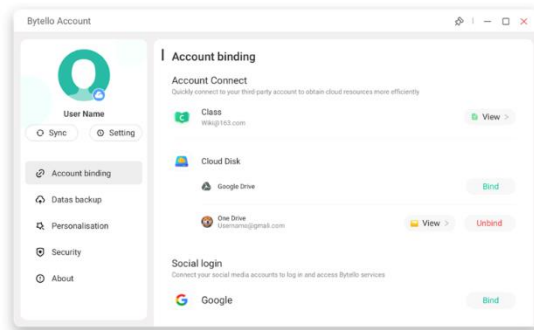 Bytello Account
User Name
Sync
Setting
Account binding
Datas backup
Personalisation
Security
About
Account binding
Account Connect
Quickly connect to your third-party account to obtain cloud resources more efficiently
Class
Wiki@163.com
View >
Cloud Disk
Google Drive
Bind
One Drive
Username@gmail.com
View >
Unbind
Social login
Connect your social media accounts to log in and access Bytello services
Google
Bind